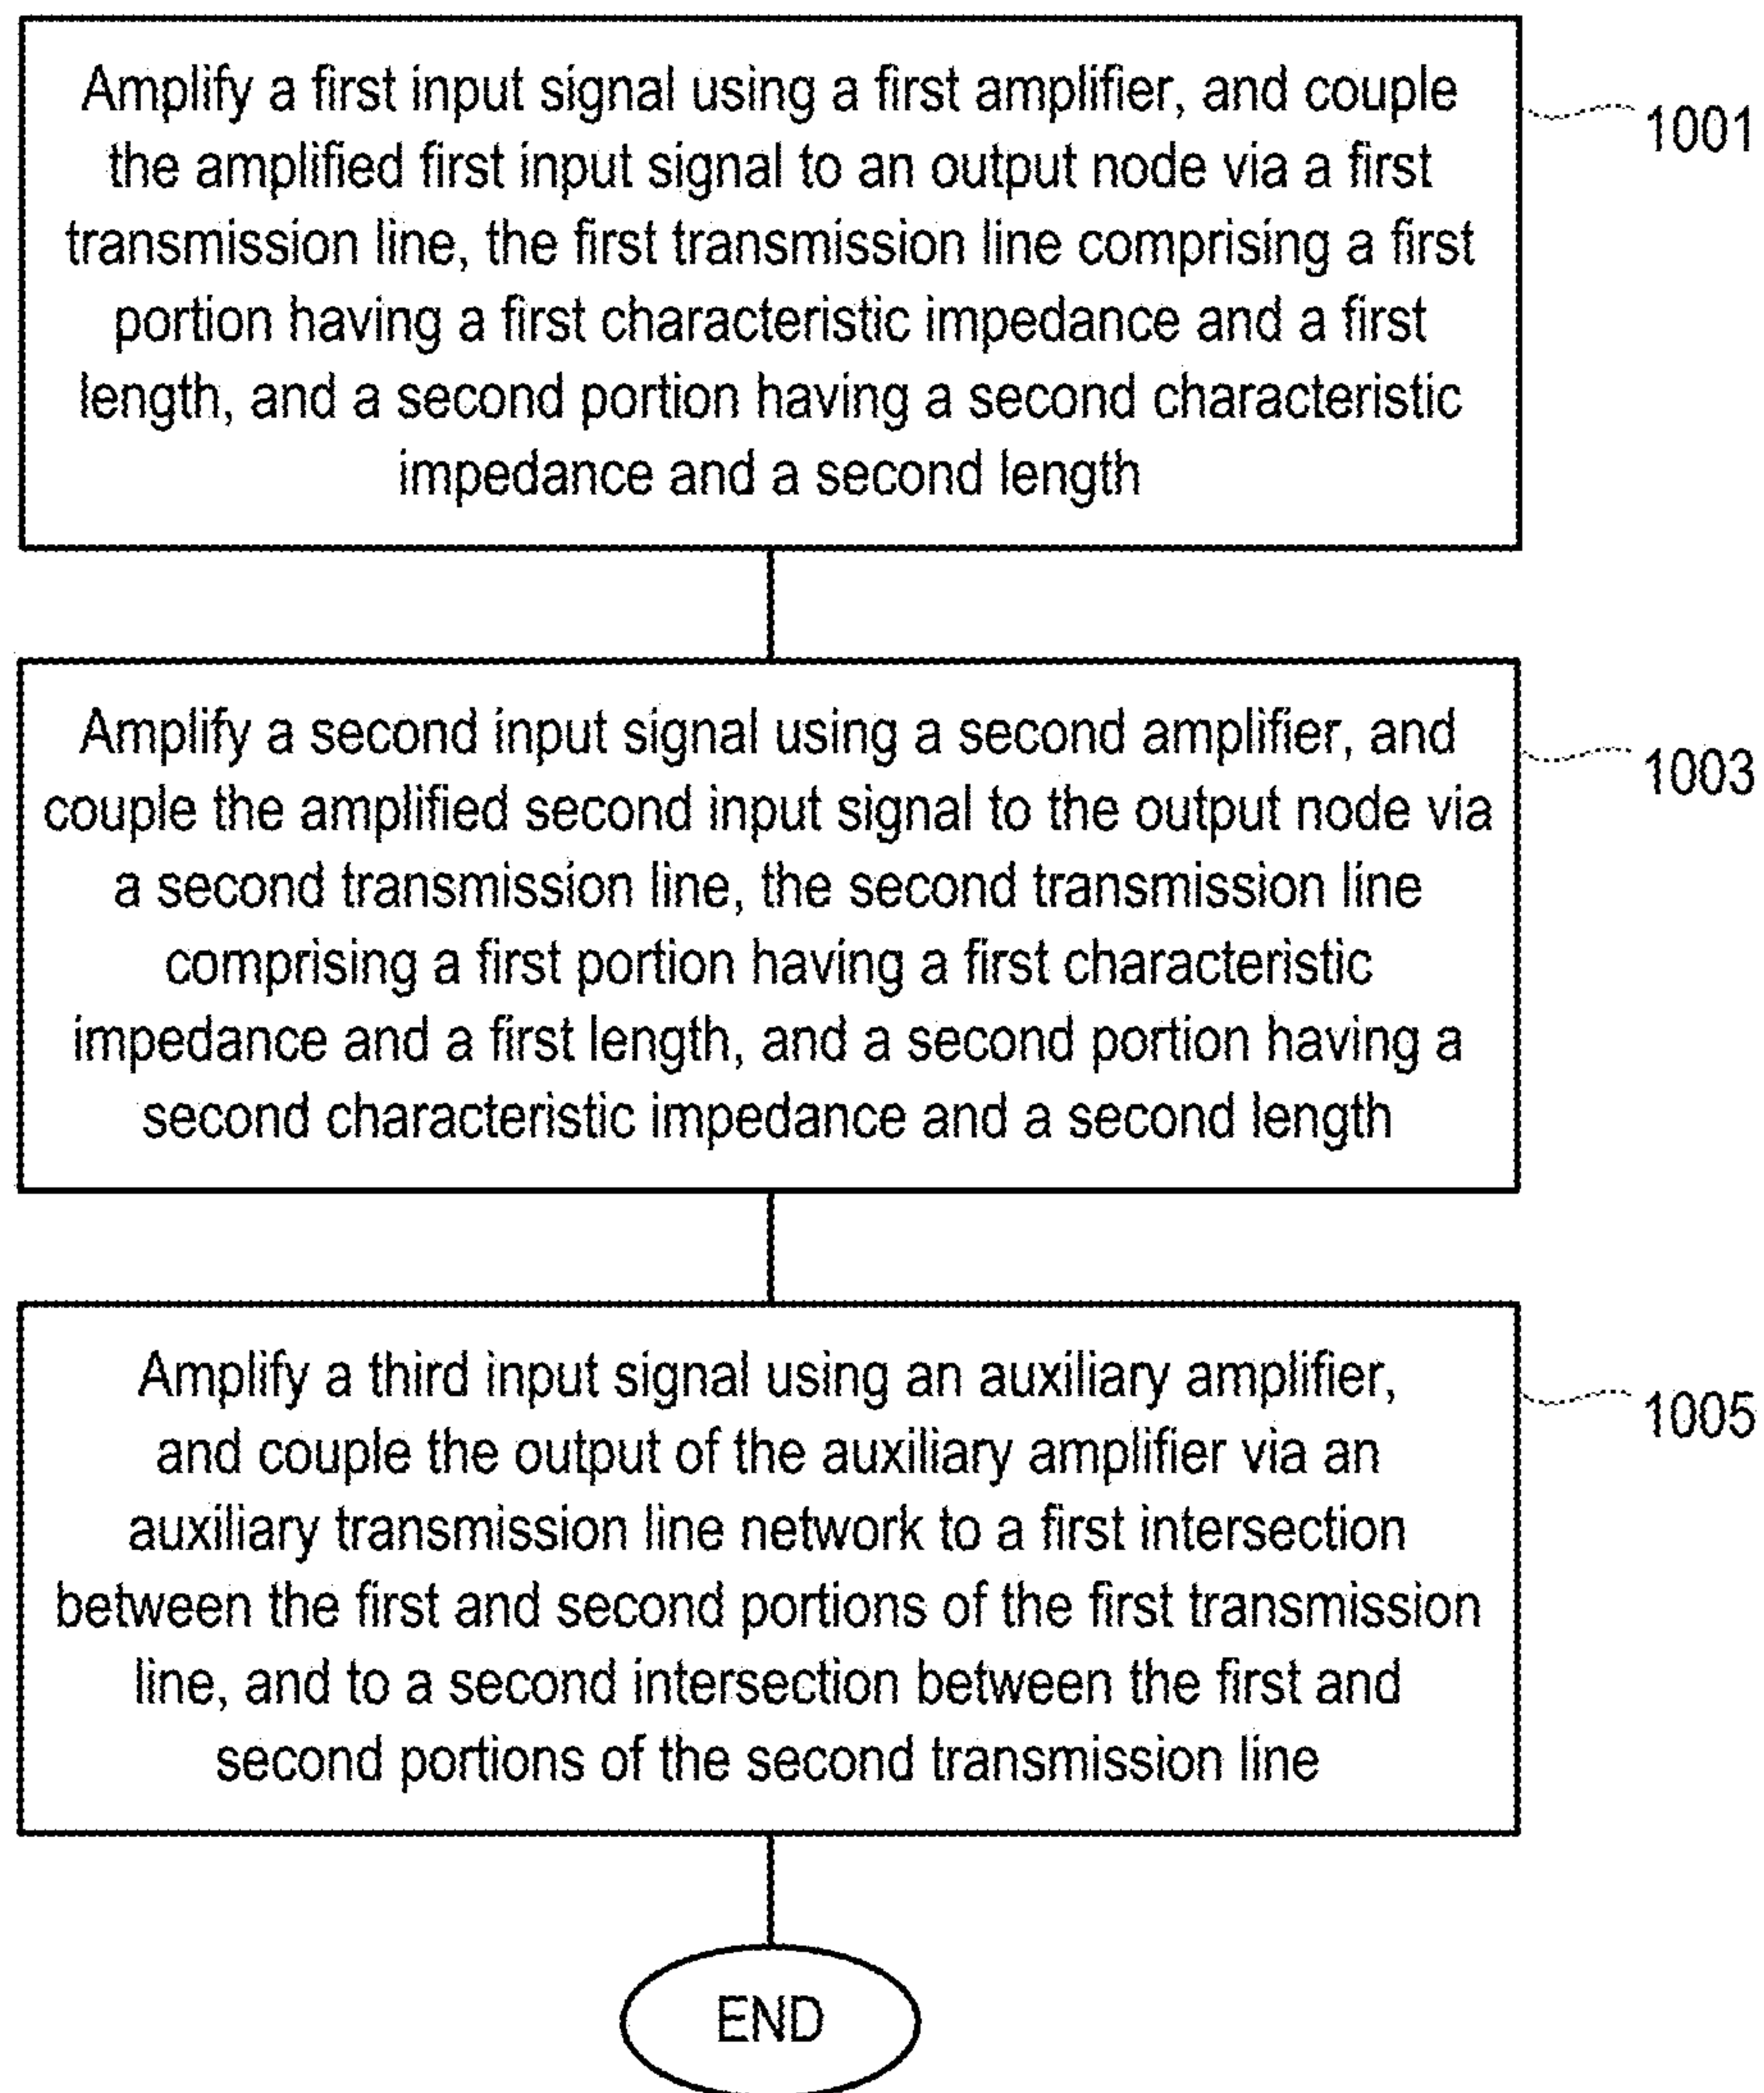 Amplify a first input signal using a first amplifier, and couple
the amplified first input signal to an output node via a first
transmission line, the first transmission line comprising a first
portion having a first characteristic impedance and a first
length, and a second portion having a second characteristic
impedance and a second length
1001
Amplify a second input signal using a second amplifier, and
couple the amplified second input signal to the output node via
a second transmission line, the second transmission line
comprising a first portion having a first characteristic
impedance and a first length, and a second portion having a
second characteristic impedance and a second length
1003
Amplify a third input signal using an auxiliary amplifier,
and couple the output of the auxiliary amplifier via an
auxiliary transmission line network to a first intersection
between the first and second portions of the first transmission
line, and to a second intersection between the first and
second portions of the second transmission line
1005
END